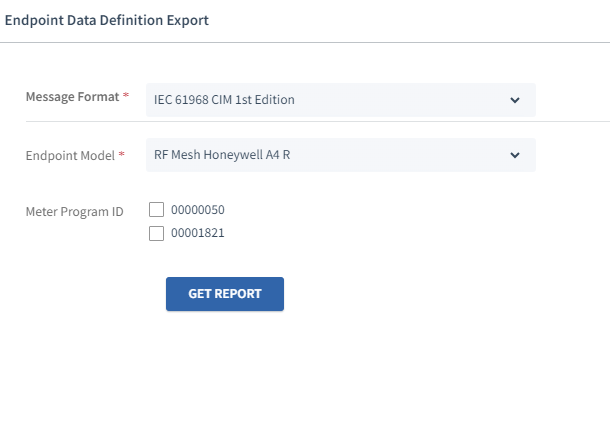 Endpoint Data Definition Export
Message Format *
IEC 61968 CIM 1st Edition
Endpoint Model *
RF Mesh Honeywell A4 R
Meter Program ID
00000050
00001821
GET REPORT